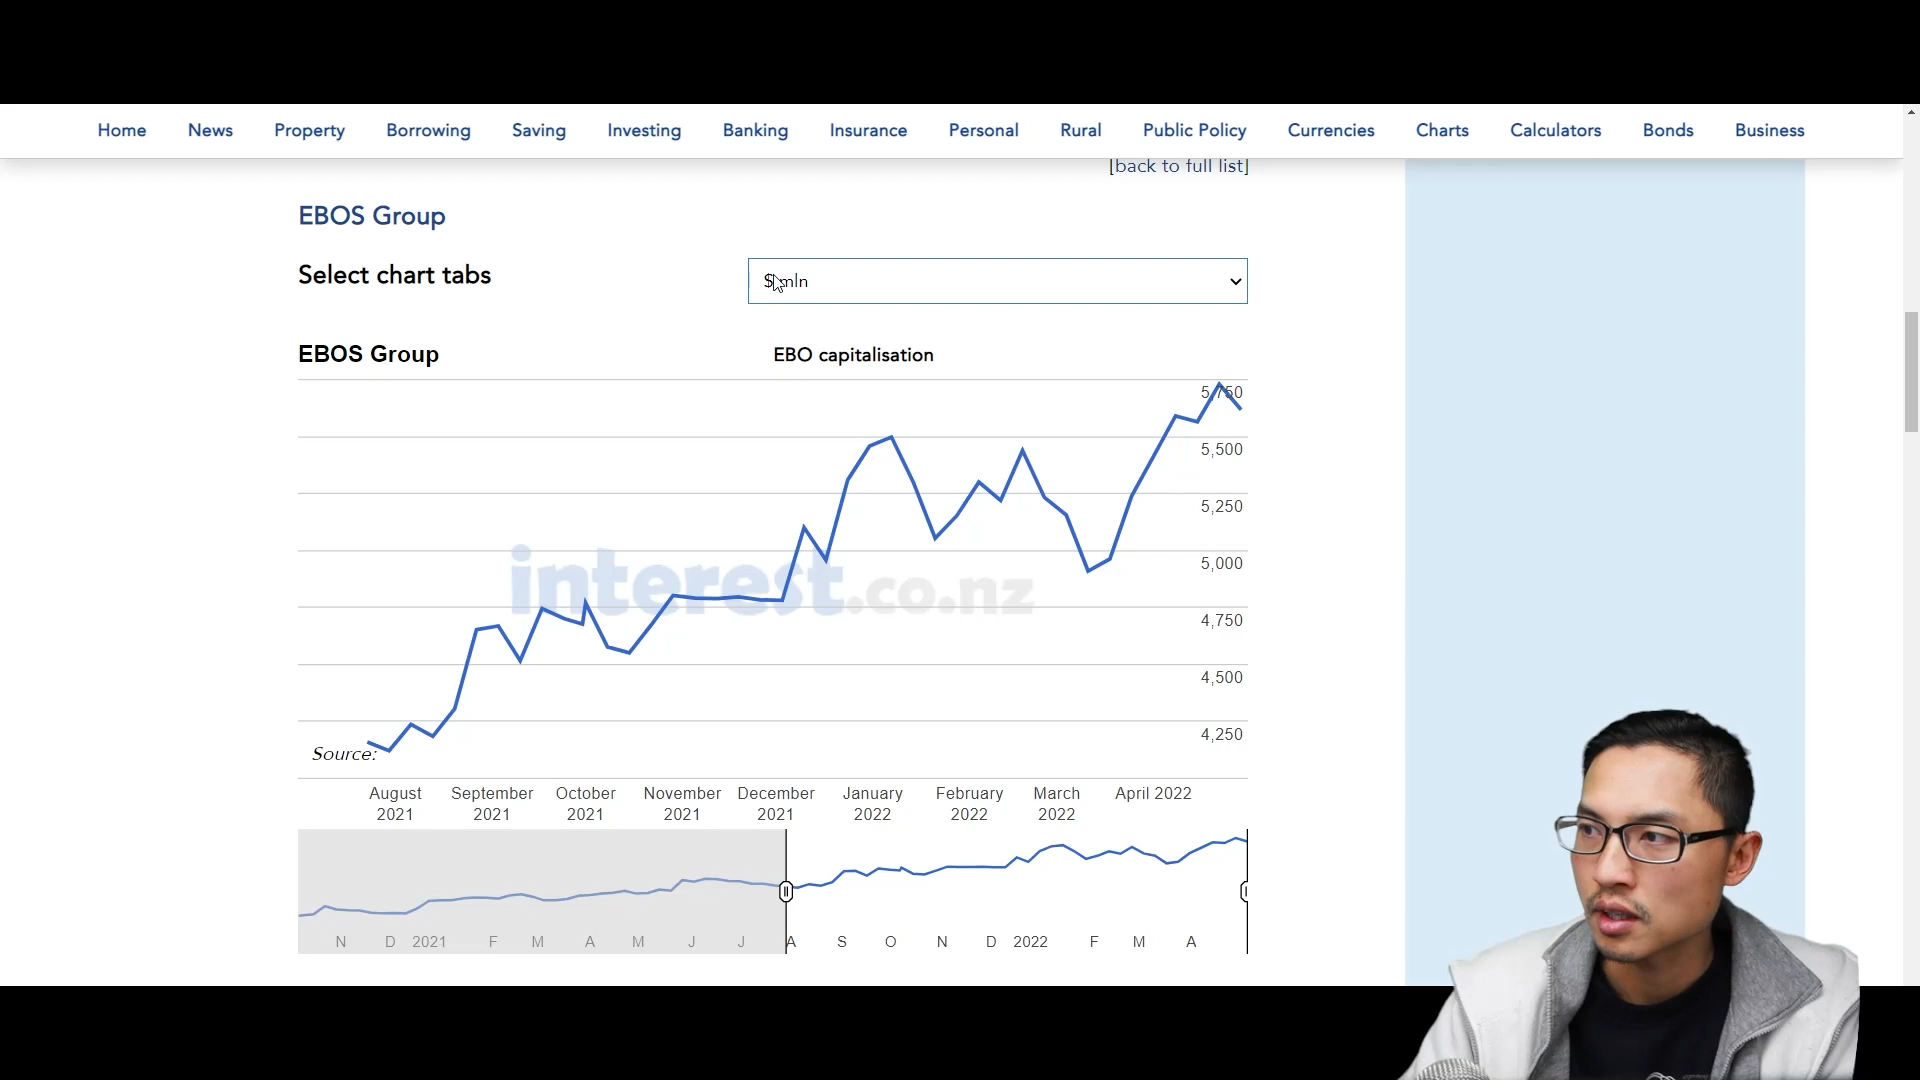 Home News Property Borrowing Saving Investing Banking Insurance Personal Rural Public Policy Currencies Charts Calculators Bonds Business
[back to full list]
EBOS Group
Select chart tabs
$ mln
EBOS Group
EBO capitalisation
5,750
5,500
5,250
5,000
4,750
4,500
4,250
interest.co.nz
Source:
August 2021
September 2021
October 2021
November 2021
December 2021
January 2022
February 2022
March 2022
April 2022
N D 2021 F M A M J J A S O N D 2022 F M A